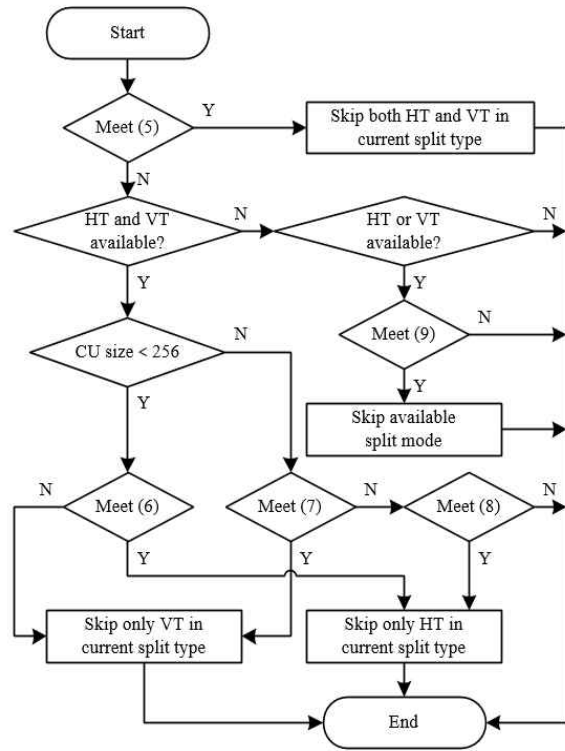 Start
Meet (5)
Y
Skip both HT and VT in
current split type
N
HT and VT
available?
N
HT or VT
available?
N
Y
Y
CU size < 256
N
Meet (9)
N
Y
Y
Skip available
split mode
N
Meet (6)
Meet (7)
N
Meet (8)
N
Y
Y
Y
Skip only VT in
current split type
Skip only HT in
current split type
End